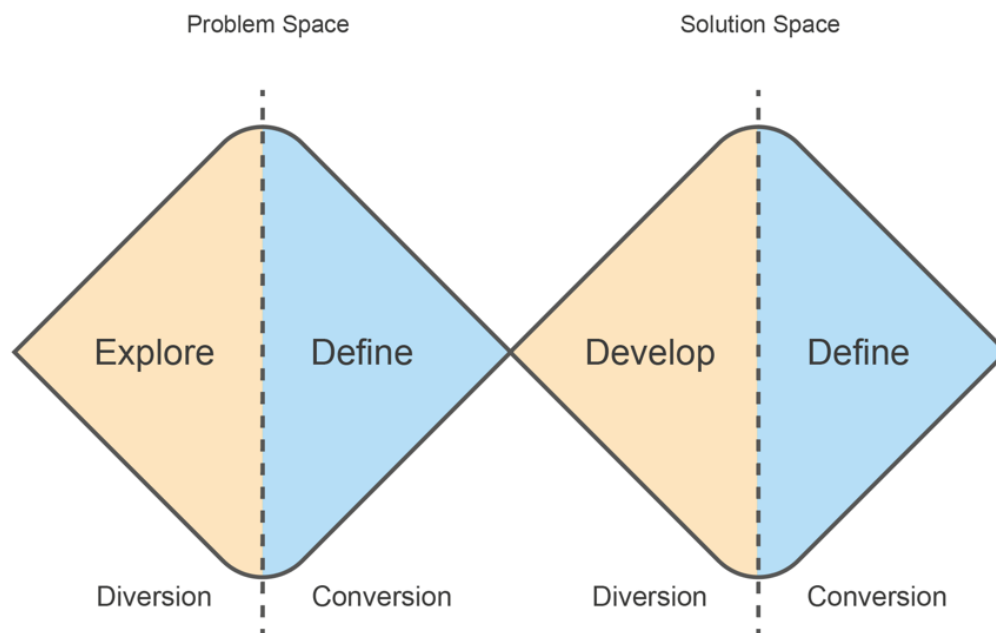 Problem Space
Solution Space
Explore
Define
Develop
Define
Diversion
Conversion
Diversion
Conversion